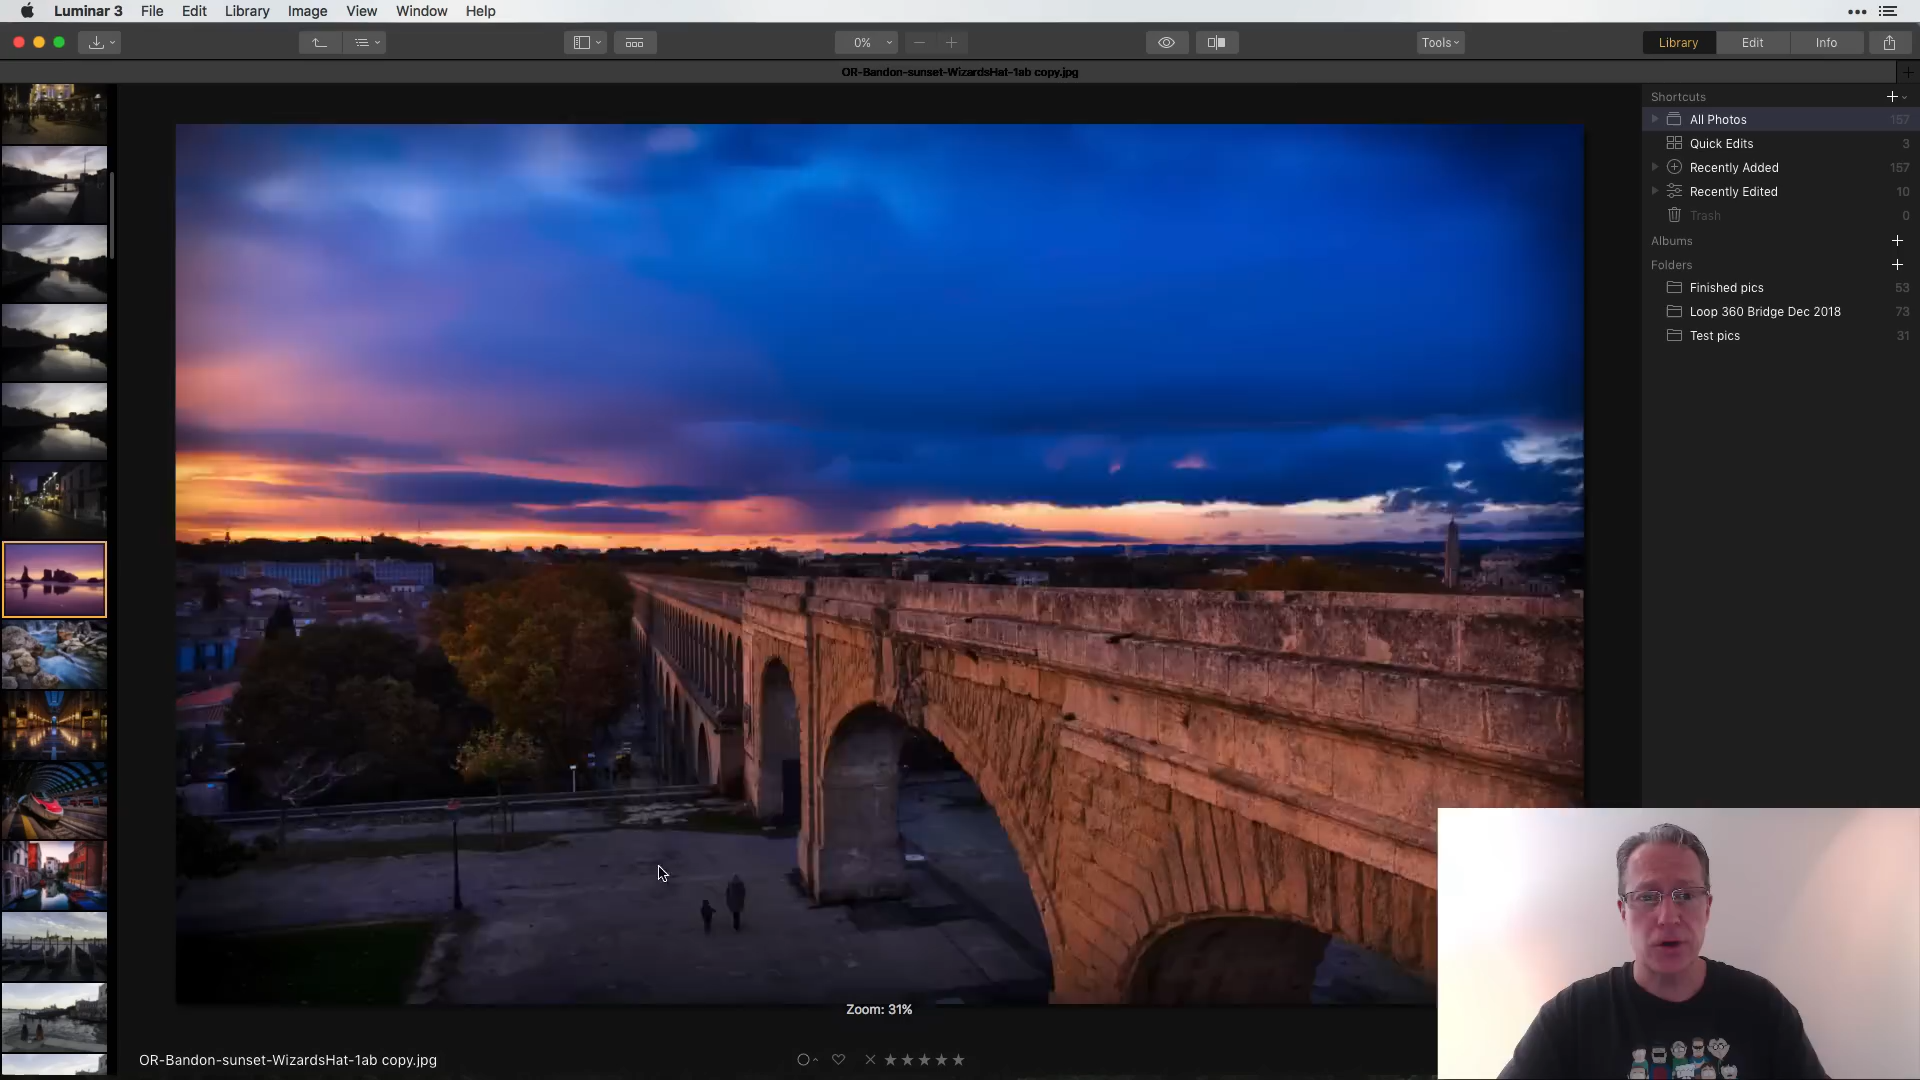 Luminar 3 File Edit Library Image View Window Help
0% Tools Library Edit Info
OR-Bandon-sunset-WizardsHat-1ab copy.jpg
Shortcuts
All Photos 157
Quick Edits 3
Recently Added 157
Recently Edited 10
Trash 0
Albums
Folders
Finished pics 53
Loop 360 Bridge Dec 2018 73
Test pics 31
Zoom: 31%
OR-Bandon-sunset-WizardsHat-1ab copy.jpg